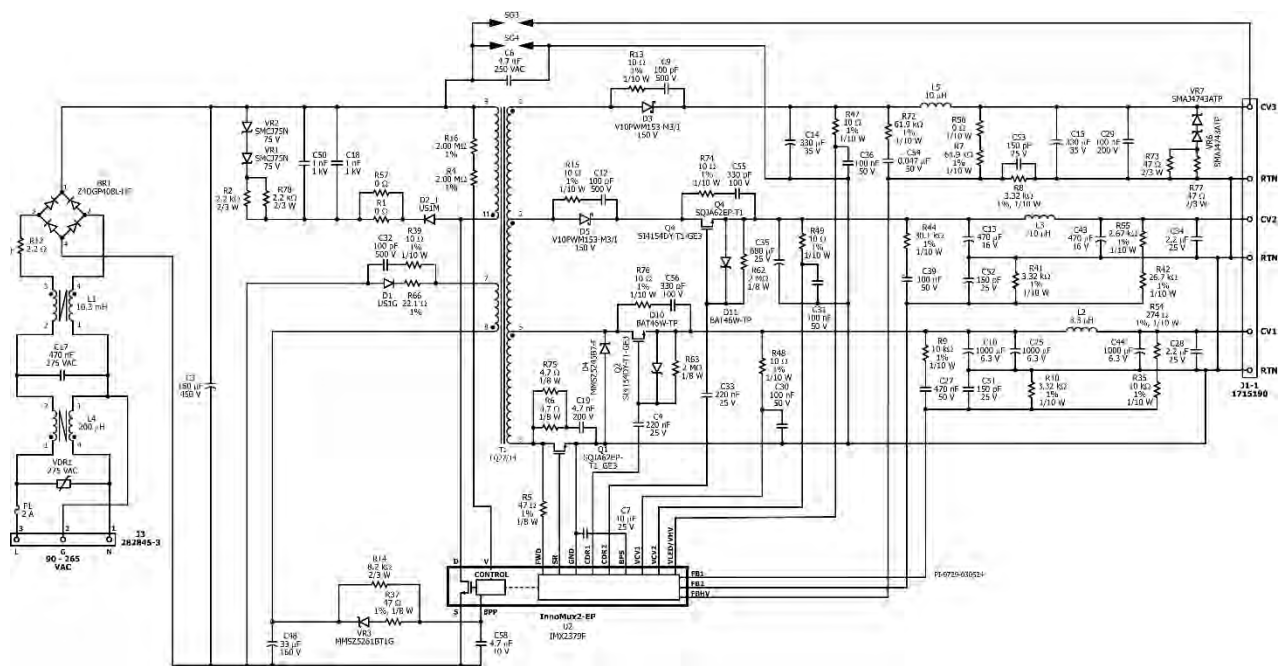 SG3
SG4
C6
4.7 nF
250 VAC
R13
10 Ω
1%
1/10 W
C9
100 pF
500 V
D3
V10PWM153-M3/I
150 V
L5
10 µH
VR7
SMAJ4743ATP
VR6
SMAJ4743ATP
CV3
VR2
SMCJ75N
75 V
VR1
SMCJ75N
75 V
C50
1 nF
1 kV
C18
1 nF
1 kV
R16
2.00 MΩ
1%
R4
2.00 MΩ
1%
C14
330 µF
35 V
R47
10 Ω
1%
1/10 W
C36
100 nF
50 V
R72
61.9 kΩ
1%
1/10 W
C54
0.047 µF
50 V
R56
0 Ω
1/10 W
R7
1%
1/10 W
C53
150 pF
75 V
R8
3.32 kΩ
1%, 1/10 W
C15
330 µF
35 V
C29
100 nF
200 V
R73
47 Ω
2/3 W
R77
47 Ω
2/3 W
RTN
BR1
Z4DGP408L-HF
R2
2.2 kΩ
2/3 W
R78
2.2 kΩ
2/3 W
R57
0 Ω
R1
0 Ω
D2_1
US1M
11
R15
10 Ω
1%
1/10 W
C12
100 pF
500 V
D5
V10PWM153-M3/I
150 V
R74
10 Ω
1%
1/10 W
C55
330 pF
100 V
Q4
SQJA62EP-T1
Q4
SI4154DY-T1-GE3
CV2
2.2 Ω
C32
100 pF
500 V
R39
10 Ω
1%
1/10 W
D1
US1G
R66
22.1 Ω
1%
7
C35
680 µF
25 V
R62
2 MΩ
1/8 W
D11
BAT46W-TP
R49
10 Ω
1%
1/10 W
C31
100 nF
50 V
R44
30.1 kΩ
1%
1/10 W
C39
100 nF
50 V
470 µF
16 V
L3
10 µH
C43
470 µF
16 V
R55
2.67 kΩ
1%
1/10 W
C34
2.2 µF
25 V
RTN
C52
150 pF
25 V
R41
3.32 kΩ
1%
1/10 W
R42
26.7 kΩ
1%
1/10 W
L1
16.3 mH
R76
10 Ω
1%
1/10 W
C56
330 pF
100 V
D10
BAT46W-TP
R54
274 Ω
1%, 1/10 W
L2
CV1
C17
470 nF
275 VAC
C3
160 µF
450 V
D4
MMSZ5245B7-F
Q2
SI4154DY-T1-GE3
R63
2 MΩ
1/8 W
R48
10 Ω
1%
1/10 W
C30
100 nF
50 V
R9
10 kΩ
1%
1/10 W
C27
470 nF
50 V
C10
1000 µF
6.3 V
C25
1000 µF
6.3 V
C44
1000 µF
6.3 V
C28
2.2 µF
25 V
RTN
C51
150 pF
25 V
R10
3.32 kΩ
1%
1/10 W
R35
10 kΩ
1%
1/10 W
J1-1
1715190
R75
4.7 Ω
1/8 W
R6
4.7 Ω
1/8 W
C19
4.7 nF
200 V
C4
220 nF
25 V
C33
220 nF
25 V
L4
200 µH
VDR1
275 VAC
T1
EQ27/14
Q1
SQJA62EP-
T1_GE3
R5
47 Ω
1%
1/8 W
C7
10 µF
25 V
2 A
3
2
1
L
G
N
J3
282845-3
90 - 265
VAC
FWD
SR
GND
CDR1
CDR2
BPS
VCV1
VCV2
VLED/VHV
FB1
FB2
FBHV
PI-9729-030524
D
V
CONTROL
S
BPP
InnoMux2-EP
U2
IMX2379F
R14
8.2 kΩ
2/3 W
R37
47 Ω
1%, 1/8 W
VR3
MMSZ5261BT1G
C48
33 µF
160 V
C58
4.7 µF
10 V